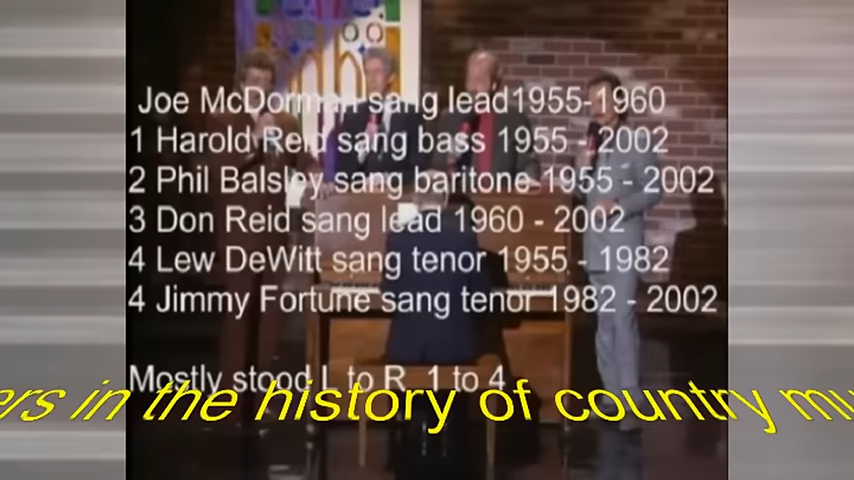 Joe McDorman sang lead1955-1960
1 Harold Reid sang bass 1955 - 2002
2 Phil Balsley sang baritone 1955 - 2002
3 Don Reid sang lead 1960 - 2002
4 Lew DeWitt sang tenor 1955 - 1982
4 Jimmy Fortune sang tenor 1982 - 2002
Mostly stood L to R 1 to 4
in the history of country